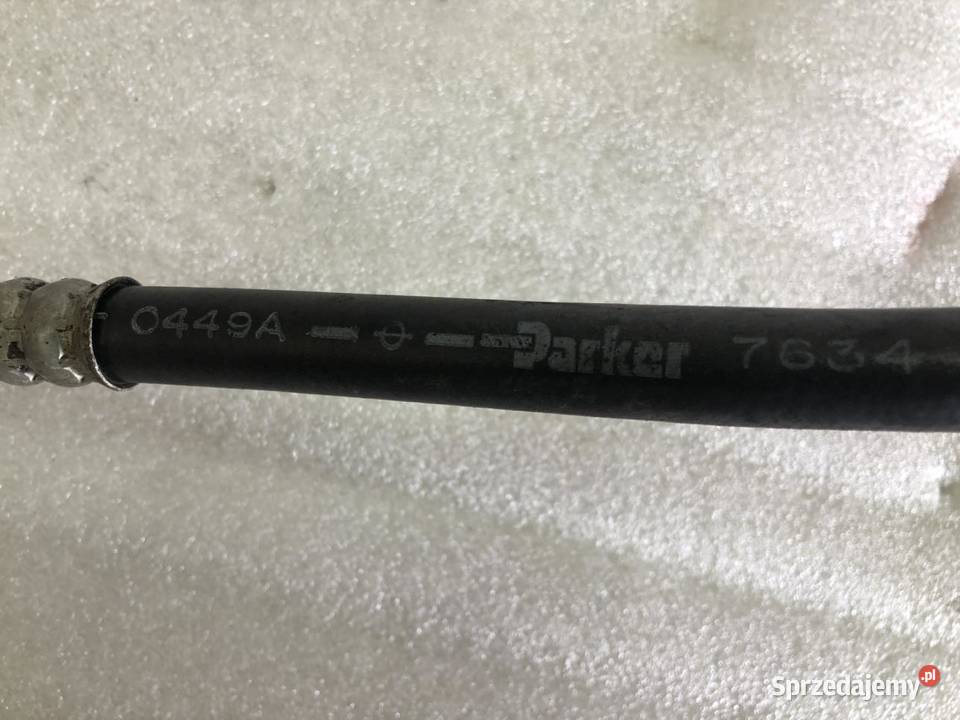 0449A — ⌽ — Parker 7634
Sprzedajemy.pl